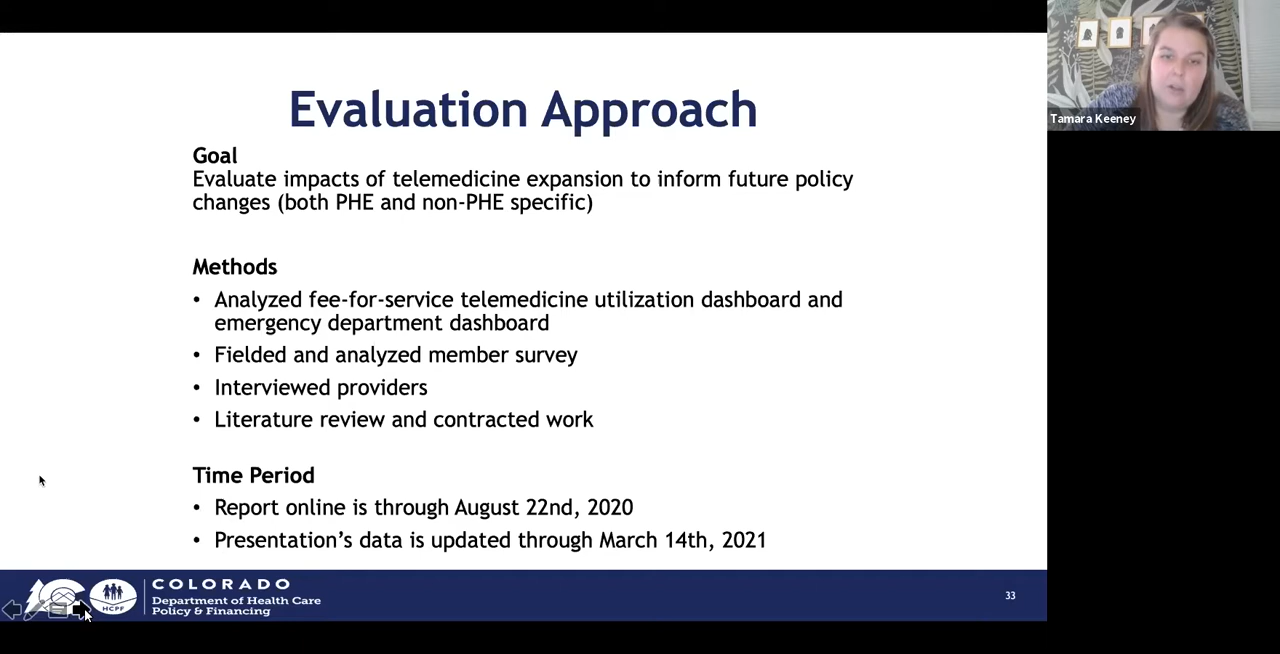 Evaluation Approach
Goal
Evaluate impacts of telemedicine expansion to inform future policy
changes (both PHE and non-PHE specific)
Methods
• Analyzed fee-for-service telemedicine utilization dashboard and
emergency department dashboard
• Fielded and analyzed member survey
• Interviewed providers
• Literature review and contracted work
Time Period
• Report online is through August 22nd, 2020
• Presentation's data is updated through March 14th, 2021
HCPF
COLORADO
Department of Health Care
Policy & Financing
33
Tamara Keeney